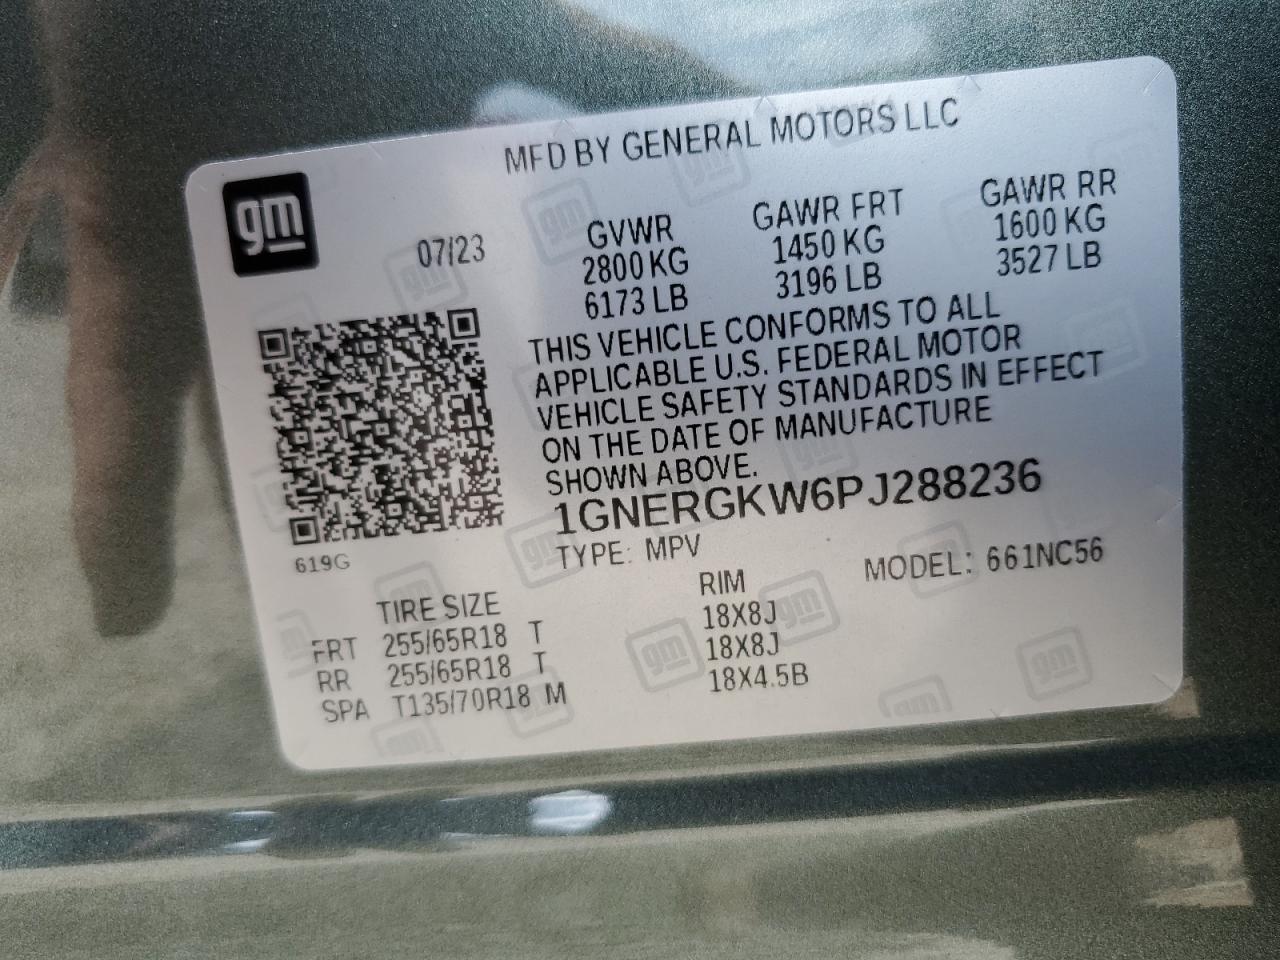 MFD BY GENERAL MOTORS LLC
gm
07/23
GVWR GAWR FRT GAWR RR
2800 KG 1450 KG 1600 KG
6173 LB 3196 LB 3527 LB
THIS VEHICLE CONFORMS TO ALL
APPLICABLE U.S. FEDERAL MOTOR
VEHICLE SAFETY STANDARDS IN EFFECT
ON THE DATE OF MANUFACTURE
SHOWN ABOVE.
1GNERGKW6PJ288236
619G
TYPE: MPV MODEL: 661NC56
TIRE SIZE RIM
FRT 255/65R18 T 18X8J
RR 255/65R18 T 18X8J
SPA T135/70R18 M 18X4.5B